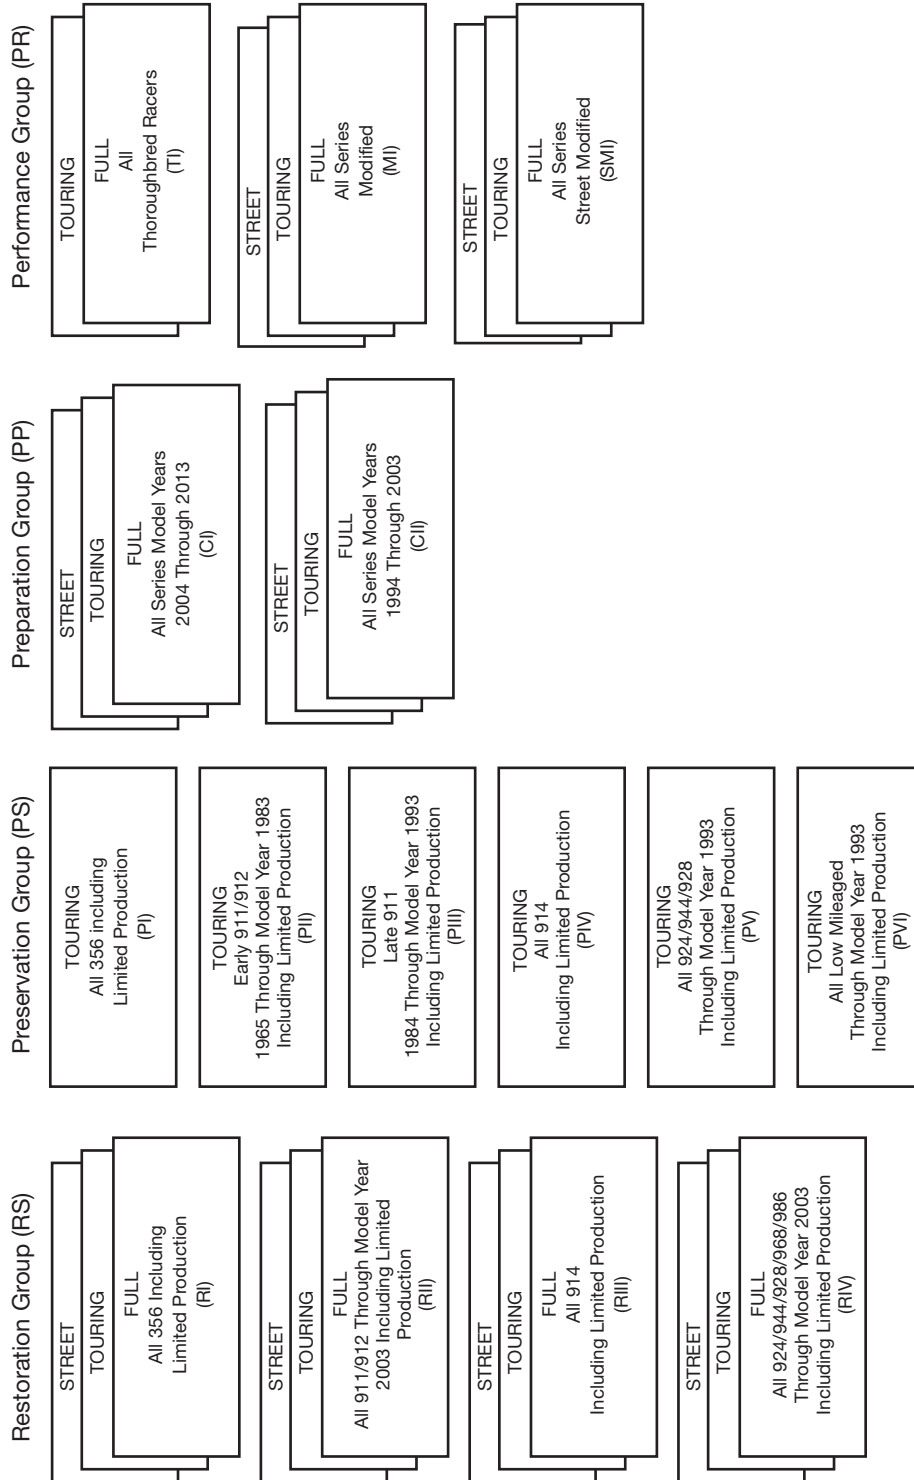 Restoration Group (RS)
STREET
TOURING
FULL
All 356 Including
Limited Production
(RI)
STREET
TOURING
FULL
All 911/912 Through Model Year
2003 Including Limited
Production
(RII)
STREET
TOURING
FULL
All 914
Including Limited Production
(RIII)
STREET
TOURING
FULL
All 924/944/928/968/986
Through Model Year 2003
Including Limited Production
(RIV)
Preservation Group (PS)
TOURING
All 356 including
Limited Production
(PI)
TOURING
Early 911/912
1965 Through Model Year 1983
Including Limited Production
(PII)
TOURING
Late 911
1984 Through Model Year 1993
Including Limited Production
(PIII)
TOURING
All 914
Including Limited Production
(PIV)
TOURING
All 924/944/928
Through Model Year 1993
Including Limited Production
(PV)
TOURING
All Low Mileaged
Through Model Year 1993
Including Limited Production
(PVI)
Preparation Group (PP)
STREET
TOURING
FULL
All Series Model Years
2004 Through 2013
(CI)
STREET
TOURING
FULL
All Series Model Years
1994 Through 2003
(CII)
Performance Group (PR)
TOURING
FULL
All
Thoroughbred Racers
(TI)
STREET
TOURING
FULL
All Series
Modified
(MI)
STREET
TOURING
FULL
All Series
Street Modified
(SMI)